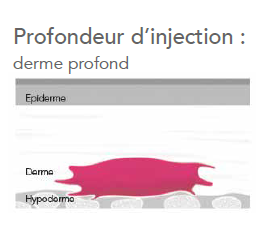 Profondeur d’injection :
derme profond
Epiderme
Derme
Hypoderme